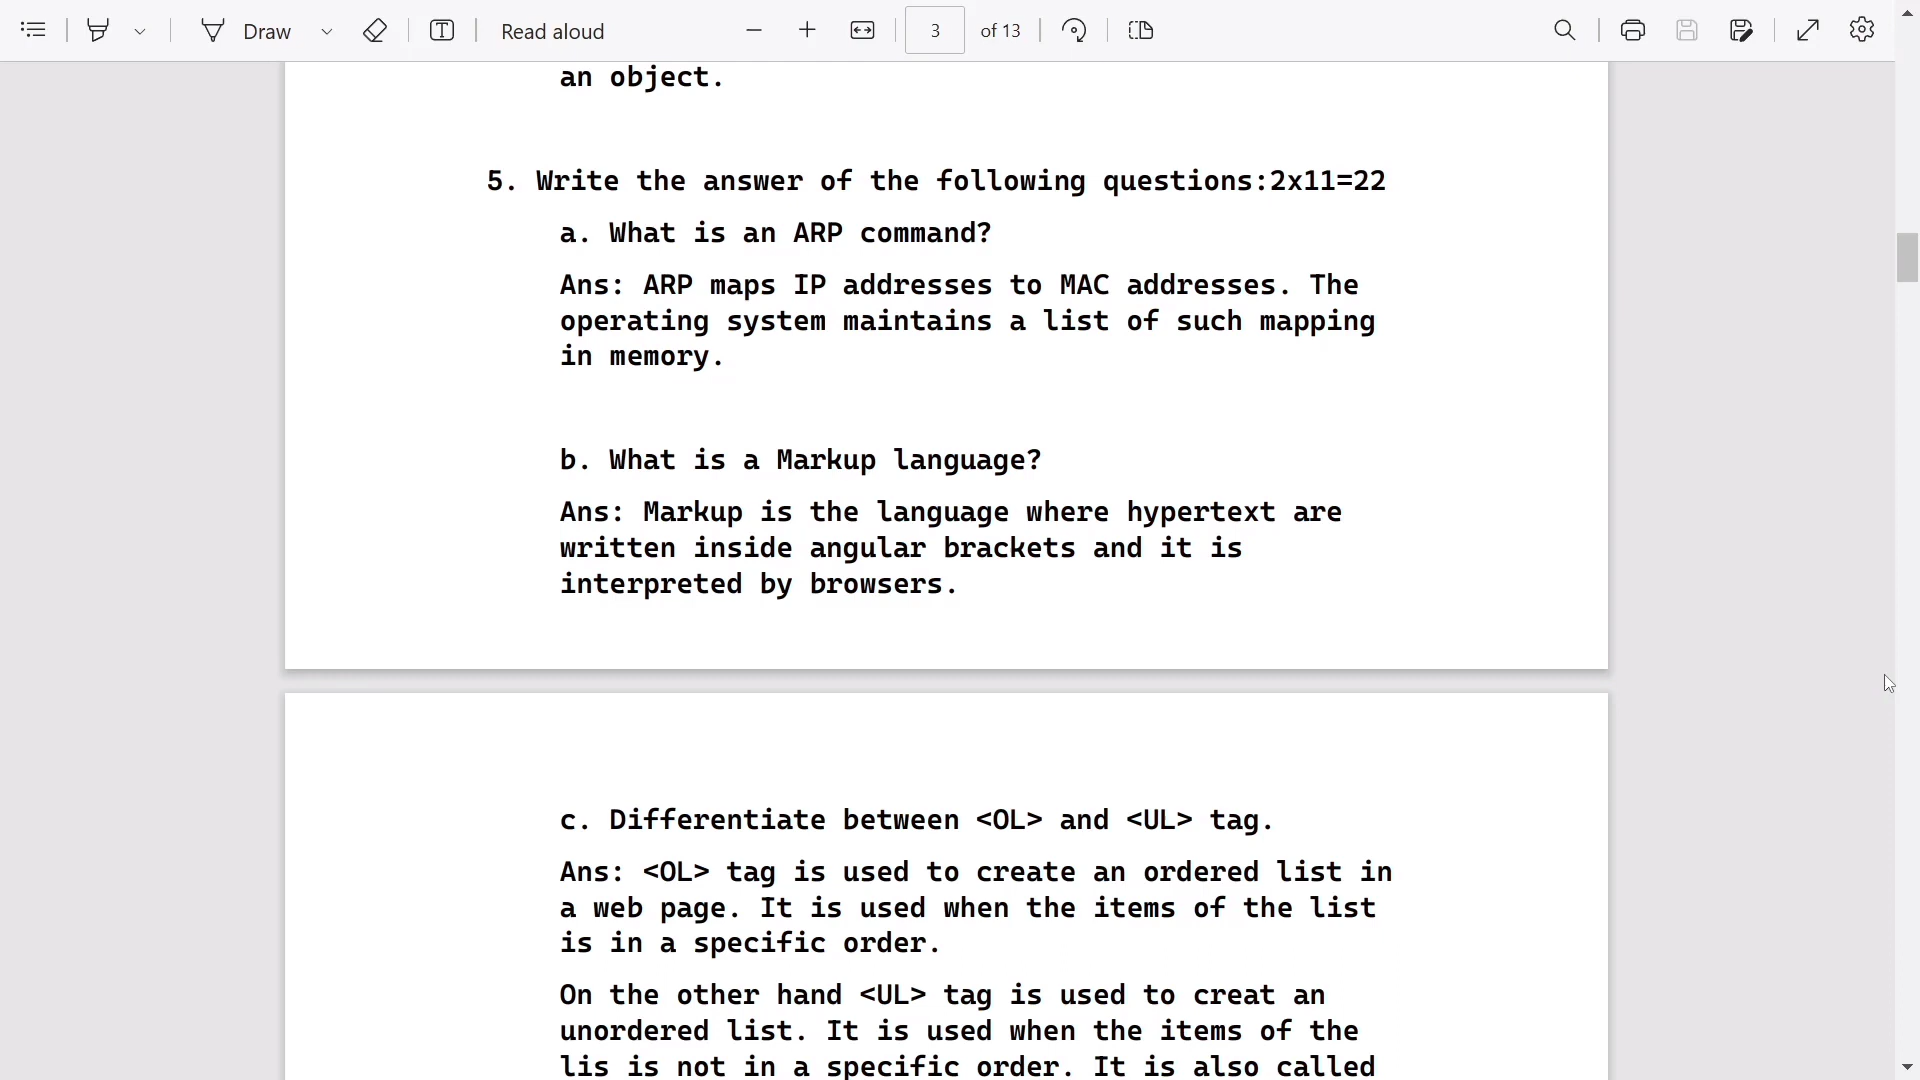 Draw
Read aloud
3
of 13
an object.
5. Write the answer of the following questions:2x11=22
a. What is an ARP command?
Ans: ARP maps IP addresses to MAC addresses. The
operating system maintains a list of such mapping
in memory.
b. What is a Markup language?
Ans: Markup is the language where hypertext are
written inside angular brackets and it is
interpreted by browsers.
c. Differentiate between <OL> and <UL> tag.
Ans: <OL> tag is used to create an ordered list in
a web page. It is used when the items of the list
is in a specific order.
On the other hand <UL> tag is used to creat an
unordered list. It is used when the items of the
lis is not in a specific order. It is also called